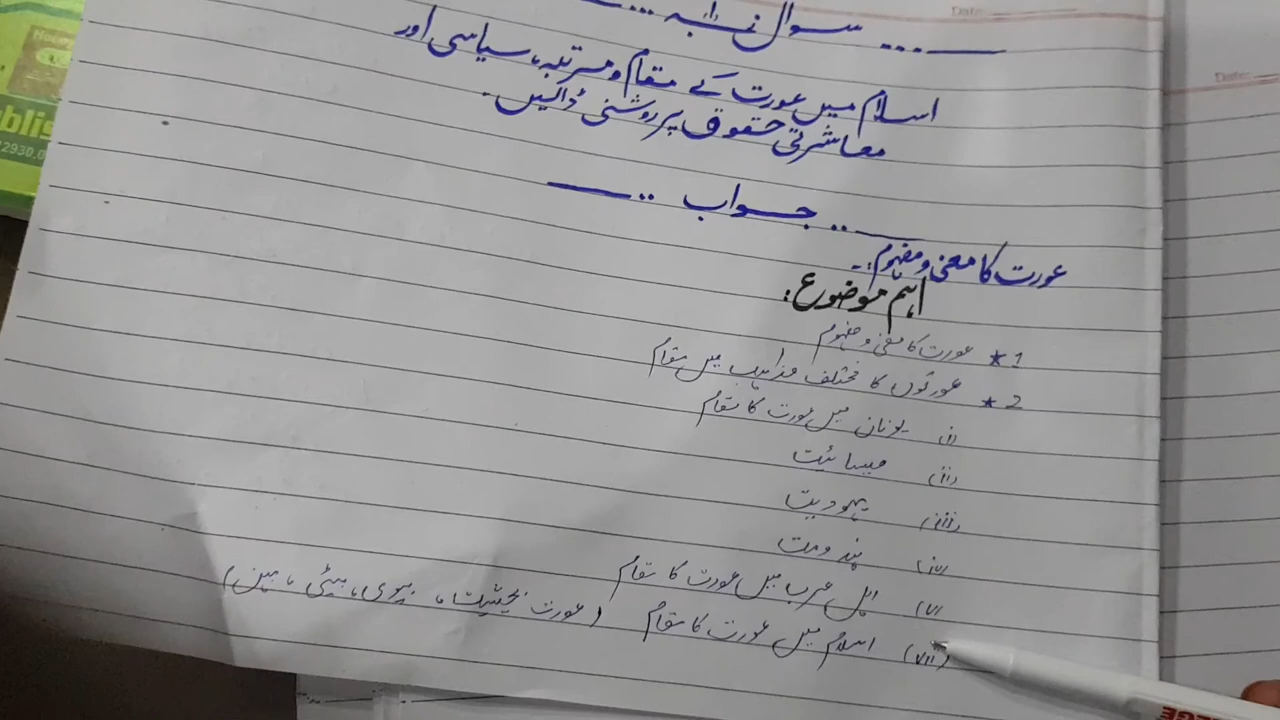 سوال نمبر
اسلام میں عورت کے مقام و مرتبہ، سیاسی اور
معاشرتی حقوق پر روشنی ڈالیں۔
جواب
عورت کا معنی و مفہوم:۔
اہم موضوع:
1 ★ عورت کا معنی و مفہوم
2 ★ عورتوں کا مختلف مذاہب میں مقام
(i) یونان میں عورت کا مقام
(ii) عیسائیت
(iii) یہودیت
(iv) ہندومت
(v) اہل عرب میں عورت کا مقام
(vii) اسلام میں عورت کا مقام (عورت بحیثیت، بیوی، بیٹی، بہن)
Date:
Date: